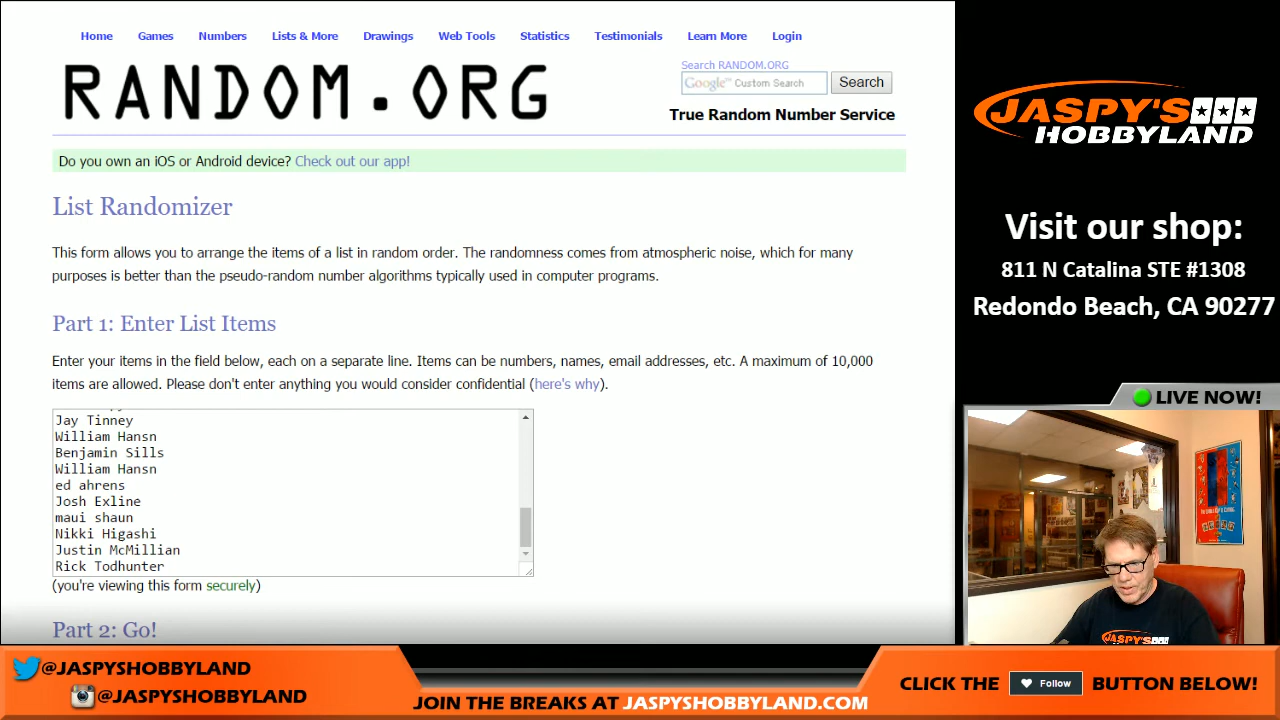 Home Games Numbers Lists & More Drawings Web Tools Statistics Testimonials Learn More Login
RANDOM.ORG
Search RANDOM.ORG
Google™ Custom Search Search
True Random Number Service
Do you own an iOS or Android device? Check out our app!
List Randomizer
This form allows you to arrange the items of a list in random order. The randomness comes from atmospheric noise, which for many
purposes is better than the pseudo-random number algorithms typically used in computer programs.
Part 1: Enter List Items
Enter your items in the field below, each on a separate line. Items can be numbers, names, email addresses, etc. A maximum of 10,000
items are allowed. Please don't enter anything you would consider confidential (here's why).
Jay Tinney
William Hansn
Benjamin Sills
William Hansn
ed ahrens
Josh Exline
maui shaun
Nikki Higashi
Justin McMillian
Rick Todhunter
(you're viewing this form securely)
Part 2: Go!
JASPY'S
HOBBYLAND
Visit our shop:
811 N Catalina STE #1308
Redondo Beach, CA 90277
LIVE NOW!
JASPY'S
@JASPYSHOBBYLAND
@JASPYSHOBBYLAND
JOIN THE BREAKS AT JASPYSHOBBYLAND.COM
CLICK THE Follow BUTTON BELOW!